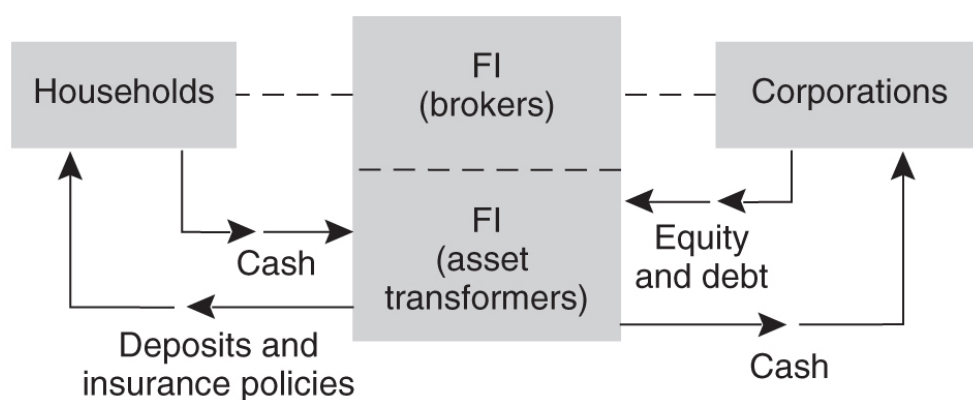 Households
FI
(brokers)
Corporations
FI
(asset
transformers)
Cash
Deposits and
insurance policies
Equity
and debt
Cash